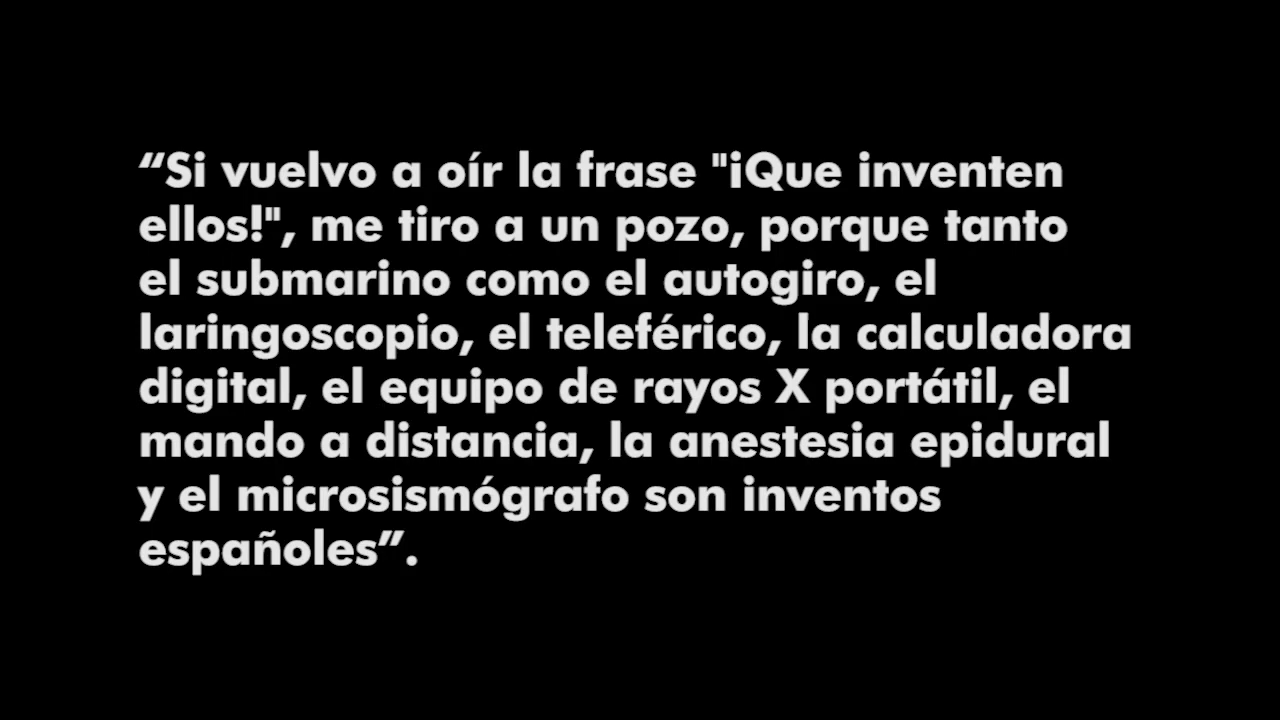 “Si vuelvo a oír la frase "¡Que inventen
ellos!", me tiro a un pozo, porque tanto
el submarino como el autogiro, el
laringoscopio, el teleférico, la calculadora
digital, el equipo de rayos X portátil, el
mando a distancia, la anestesia epidural
y el microsismógrafo son inventos
españoles”.